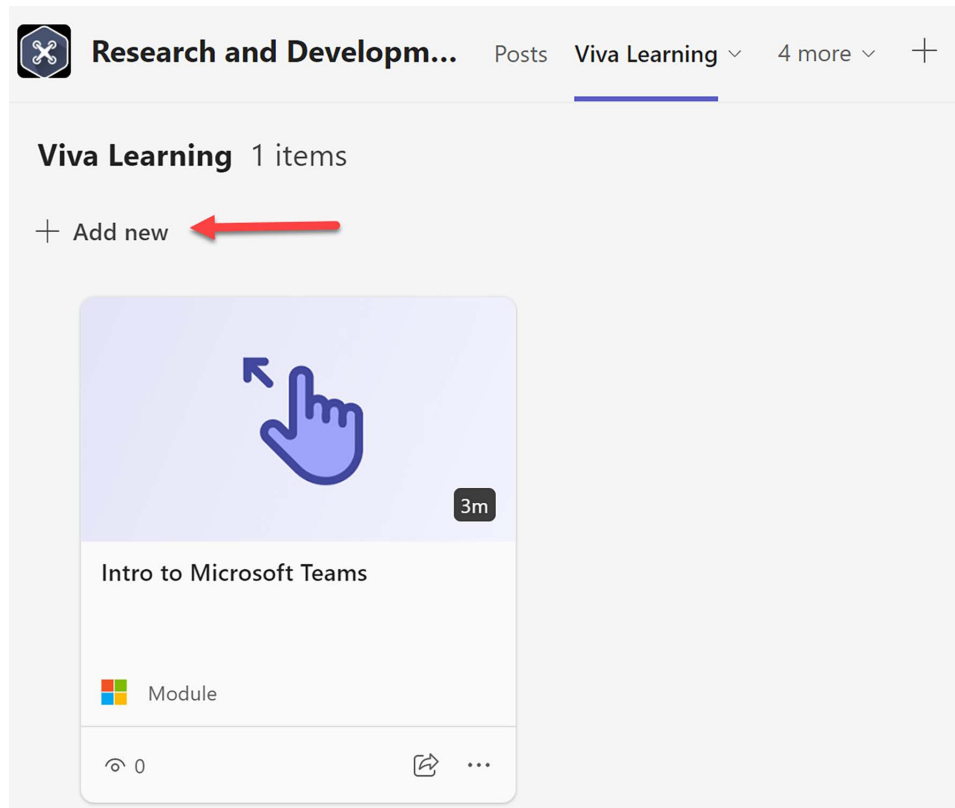 Research and Developm... Posts Viva Learning 4 more
Viva Learning 1 items
Add new
3m
Intro to Microsoft Teams
Module
0